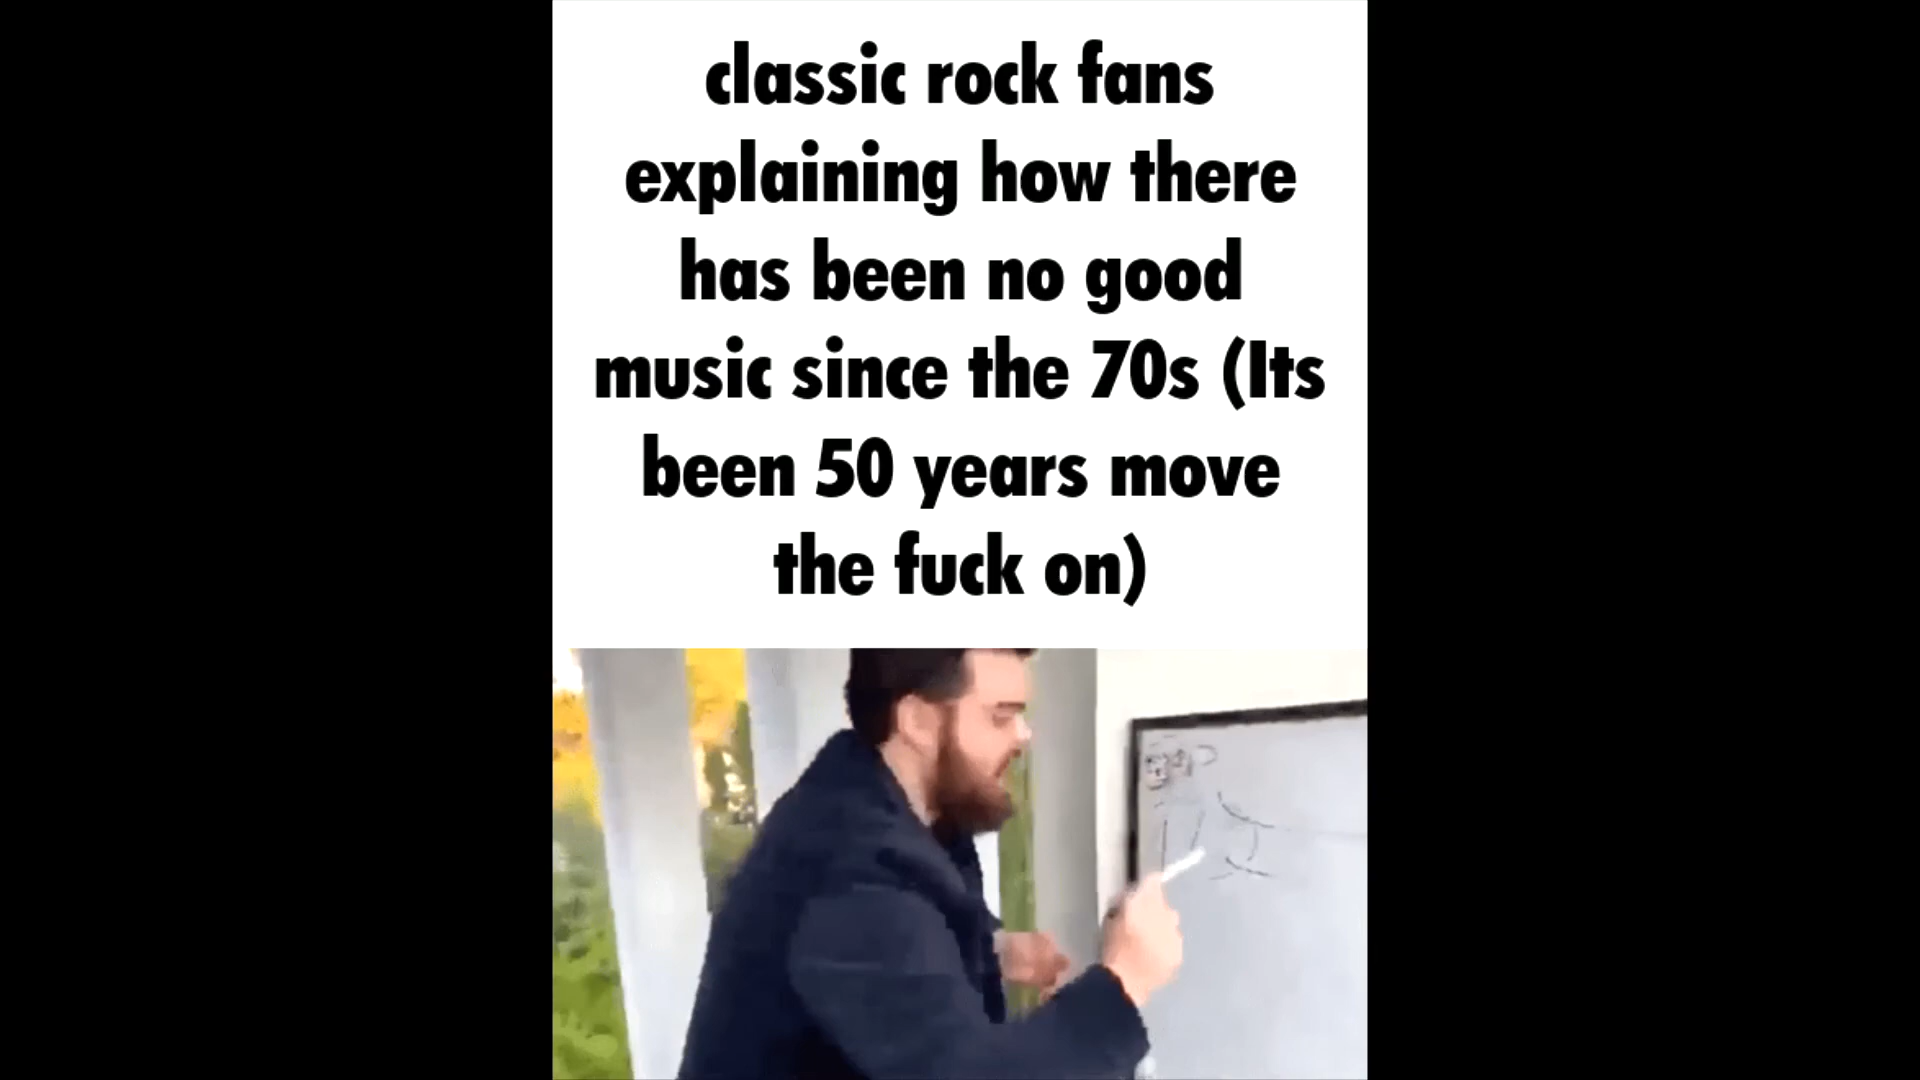 classic rock fans
explaining how there
has been no good
music since the 70s (Its
been 50 years move
the fuck on)